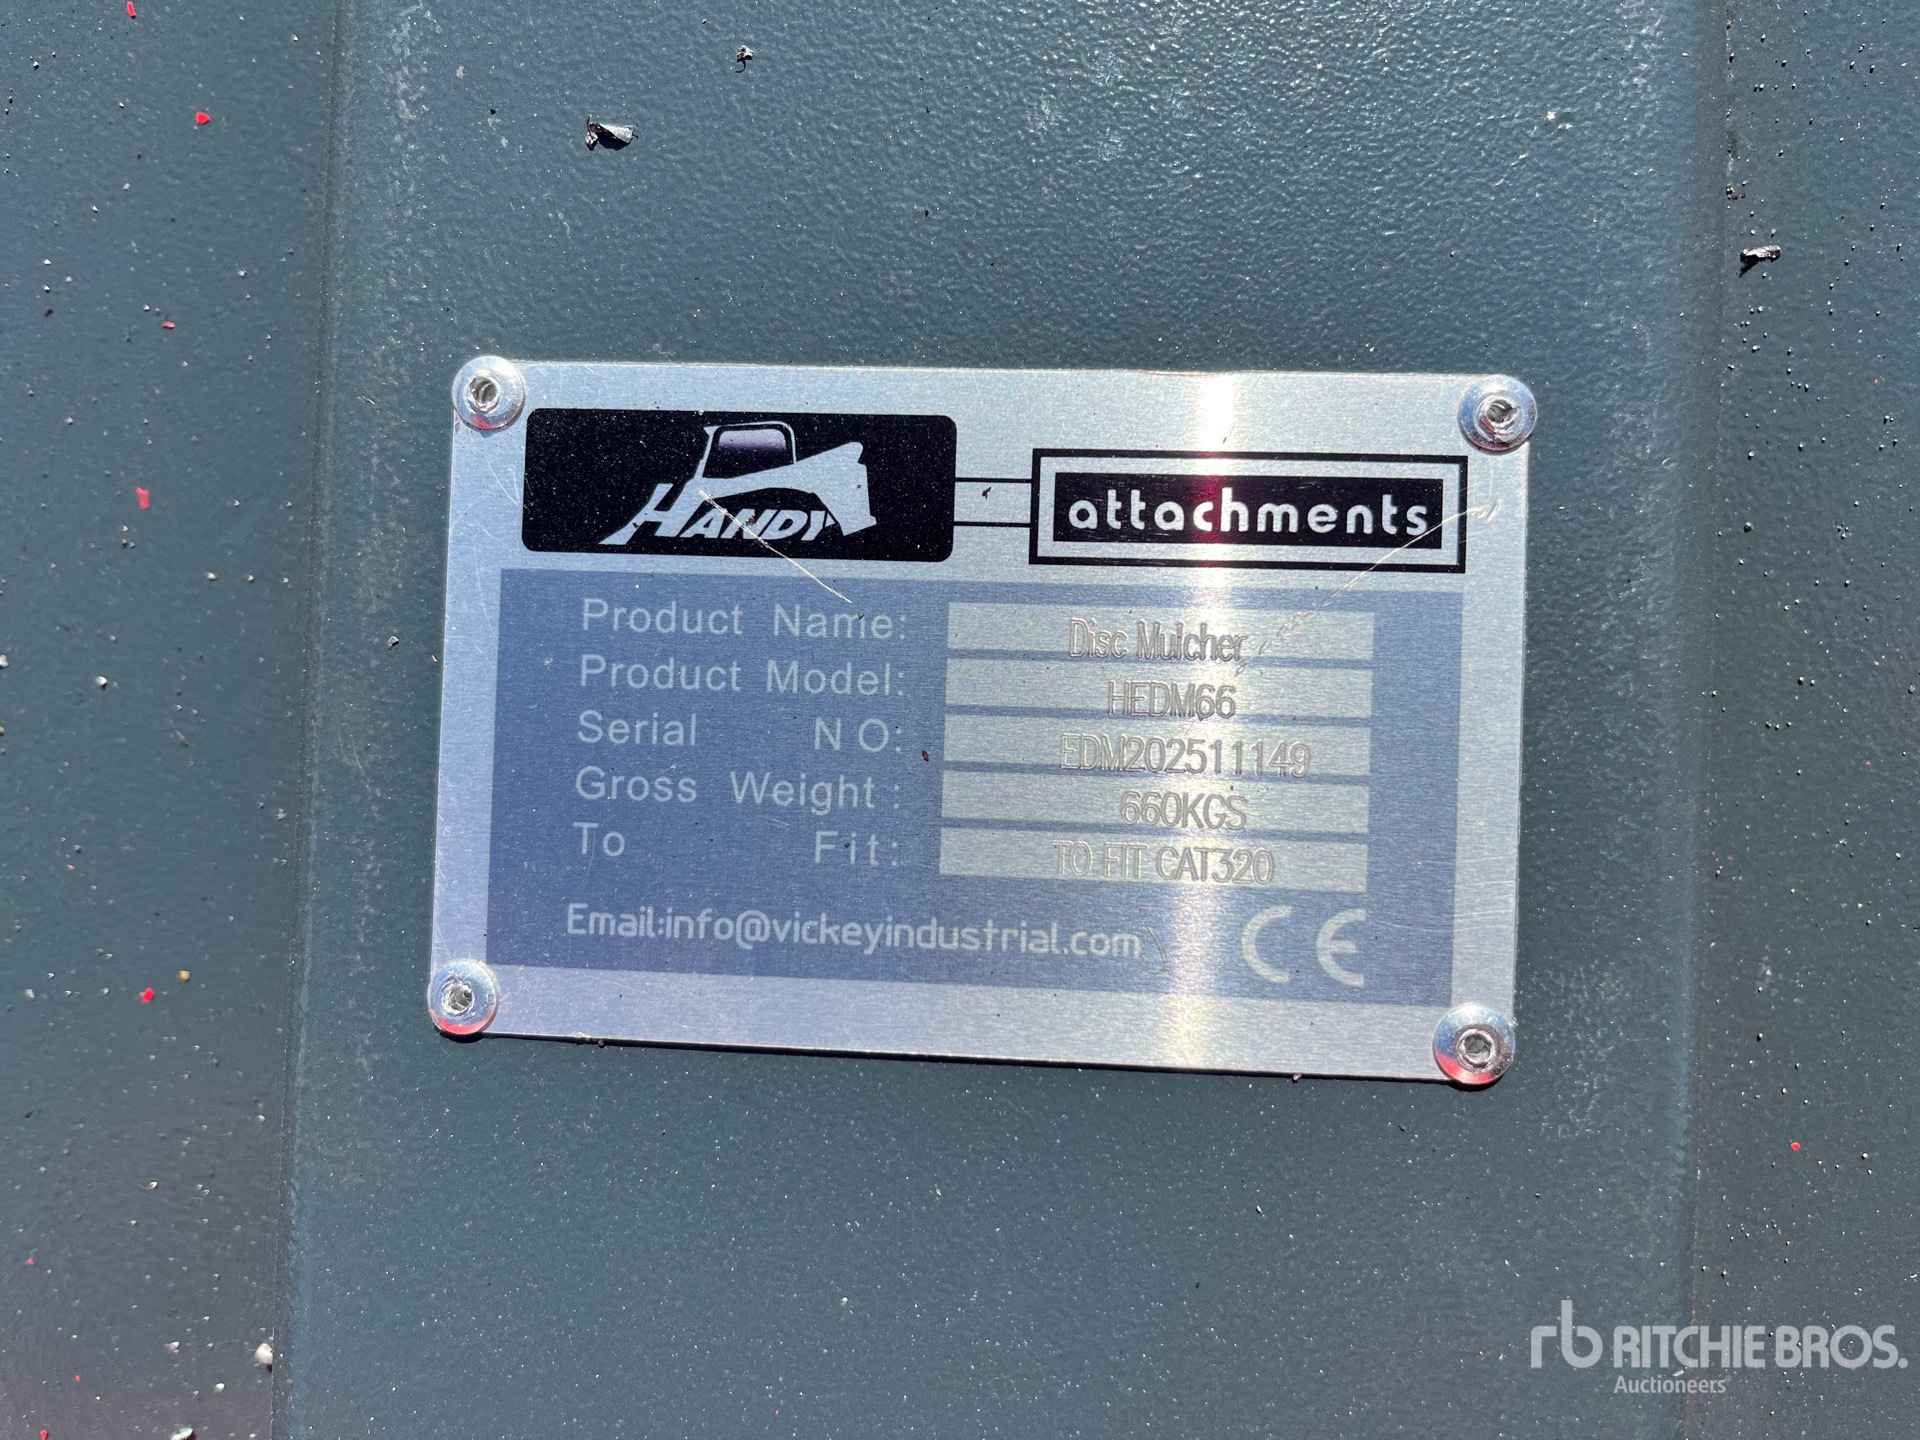 HANDY
attachments
Product Name: Disc Mulcher
Product Model: HEDM66
Serial NO: EDM202511149
Gross Weight: 660KGS
To Fit: TO FIT CAT320
Email:info@vickeyindustrial.com CE
rb RITCHIE BROS.
Auctioneers